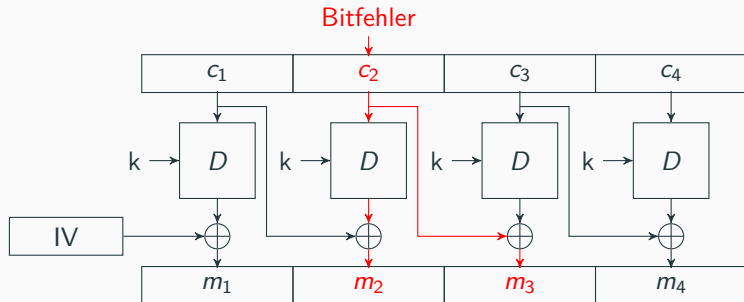 Bitfehler
c1 c2 c3 c4
k D k D k D k D
IV
m1 m2 m3 m4